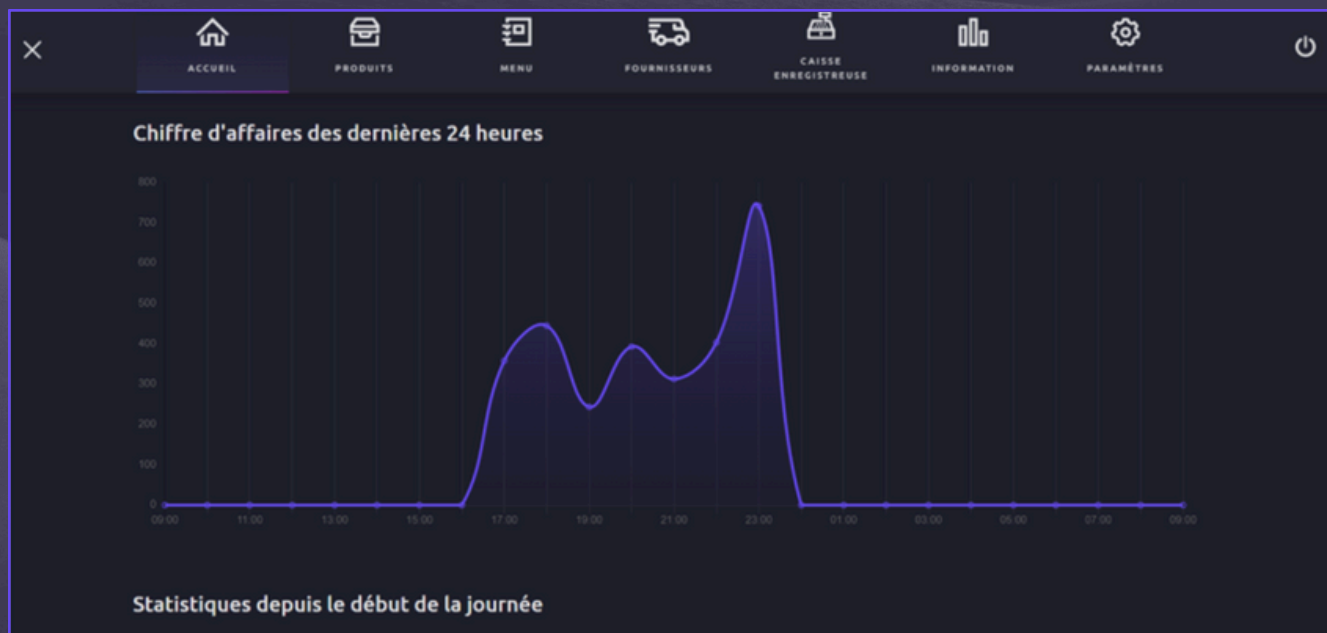 ACCUEIL
PRODUITS
MENU
FOURNISSEURS
CAISSE
ENREGISTREUSE
INFORMATION
PARAMÈTRES
Chiffre d'affaires des dernières 24 heures
800
700
600
500
400
300
200
100
0
09:00 11:00 13:00 15:00 17:00 19:00 21:00 23:00 01:00 03:00 05:00 07:00 09:00
Statistiques depuis le début de la journée